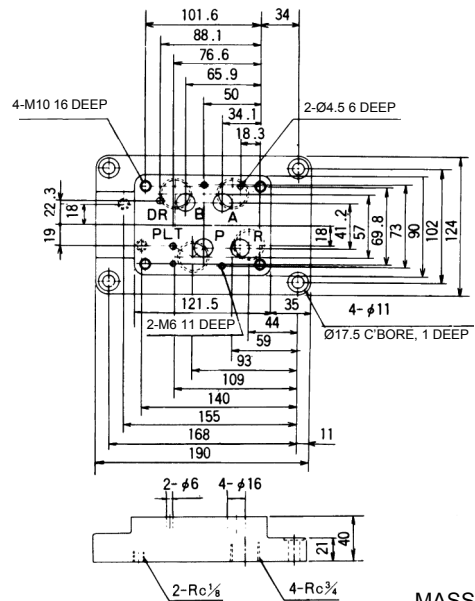 101.6
34
88.1
76.6
65.9
50
34.1
18.3
4-M10 16 DEEP
2-Ø4.5 6 DEEP
22.3
18
19
DR
B
A
PLT
P
R
18
41.2
57
69.8
73
90
102
124
121.5
35
4-φ11
2-M6 11 DEEP
44
Ø17.5 C'BORE, 1 DEEP
59
93
109
140
155
168
11
190
2-φ6
4-φ16
21
40
2-Rc⅛
4-Rc¾
MASS